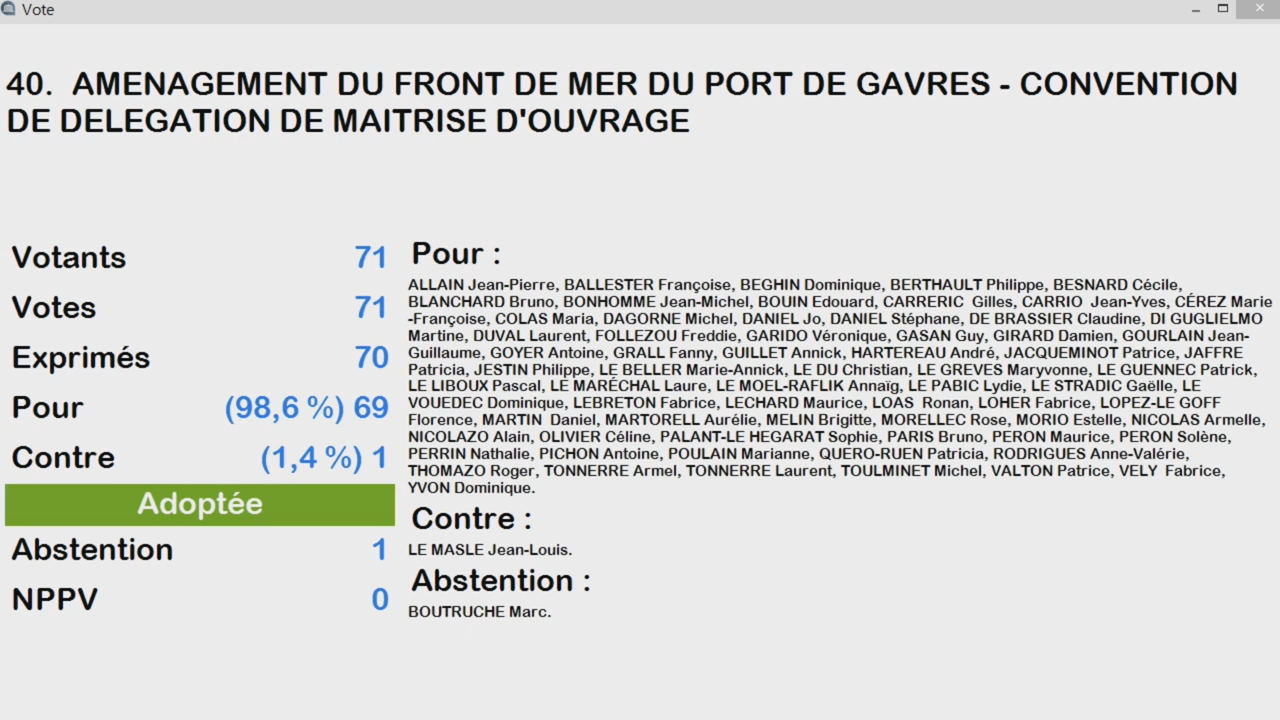 Vote
40. AMENAGEMENT DU FRONT DE MER DU PORT DE GAVRES - CONVENTION
DE DELEGATION DE MAITRISE D'OUVRAGE
Votants 71
Votes 71
Exprimés 70
Pour (98,6 %) 69
Contre (1,4 %) 1
Adoptée
Abstention 1
NPPV 0
Pour :
ALLAIN Jean-Pierre, BALLESTER Françoise, BEGHIN Dominique, BERTHAULT Philippe, BESNARD Cécile,
BLANCHARD Bruno, BONHOMME Jean-Michel, BOUIN Edouard, CARRERIC Gilles, CARRIO Jean-Yves, CÉREZ Marie
-Françoise, COLAS Maria, DAGORNE Michel, DANIEL Jo, DANIEL Stéphane, DE BRASSIER Claudine, DI GUGLIELMO
Martine, DUVAL Laurent, FOLLEZOU Freddie, GARIDO Véronique, GASAN Guy, GIRARD Damien, GOURLAIN Jean-
Guillaume, GOYER Antoine, GRALL Fanny, GUILLET Annick, HARTEREAU André, JACQUEMINOT Patrice, JAFFRE
Patricia, JESTIN Philippe, LE BELLER Marie-Annick, LE DU Christian, LE GREVES Maryvonne, LE GUENNEC Patrick,
LE LIBOUX Pascal, LE MARÉCHAL Laure, LE MOEL-RAFLIK Annaïg, LE PABIC Lydie, LE STRADIC Gaëlle, LE
VOUEDEC Dominique, LEBRETON Fabrice, LECHARD Maurice, LOAS Ronan, LOHER Fabrice, LOPEZ-LE GOFF
Florence, MARTIN Daniel, MARTORELL Aurélie, MELIN Brigitte, MORELLEC Rose, MORIO Estelle, NICOLAS Armelle,
NICOLAZO Alain, OLIVIER Céline, PALANT-LE HEGARAT Sophie, PARIS Bruno, PERON Maurice, PERON Solène,
PERRIN Nathalie, PICHON Antoine, POULAIN Marianne, QUERO-RUEN Patricia, RODRIGUES Anne-Valérie,
THOMAZO Roger, TONNERRE Armel, TONNERRE Laurent, TOULMINET Michel, VALTON Patrice, VELY Fabrice,
YVON Dominique.
Contre :
LE MASLE Jean-Louis.
Abstention :
BOUTRUCHE Marc.